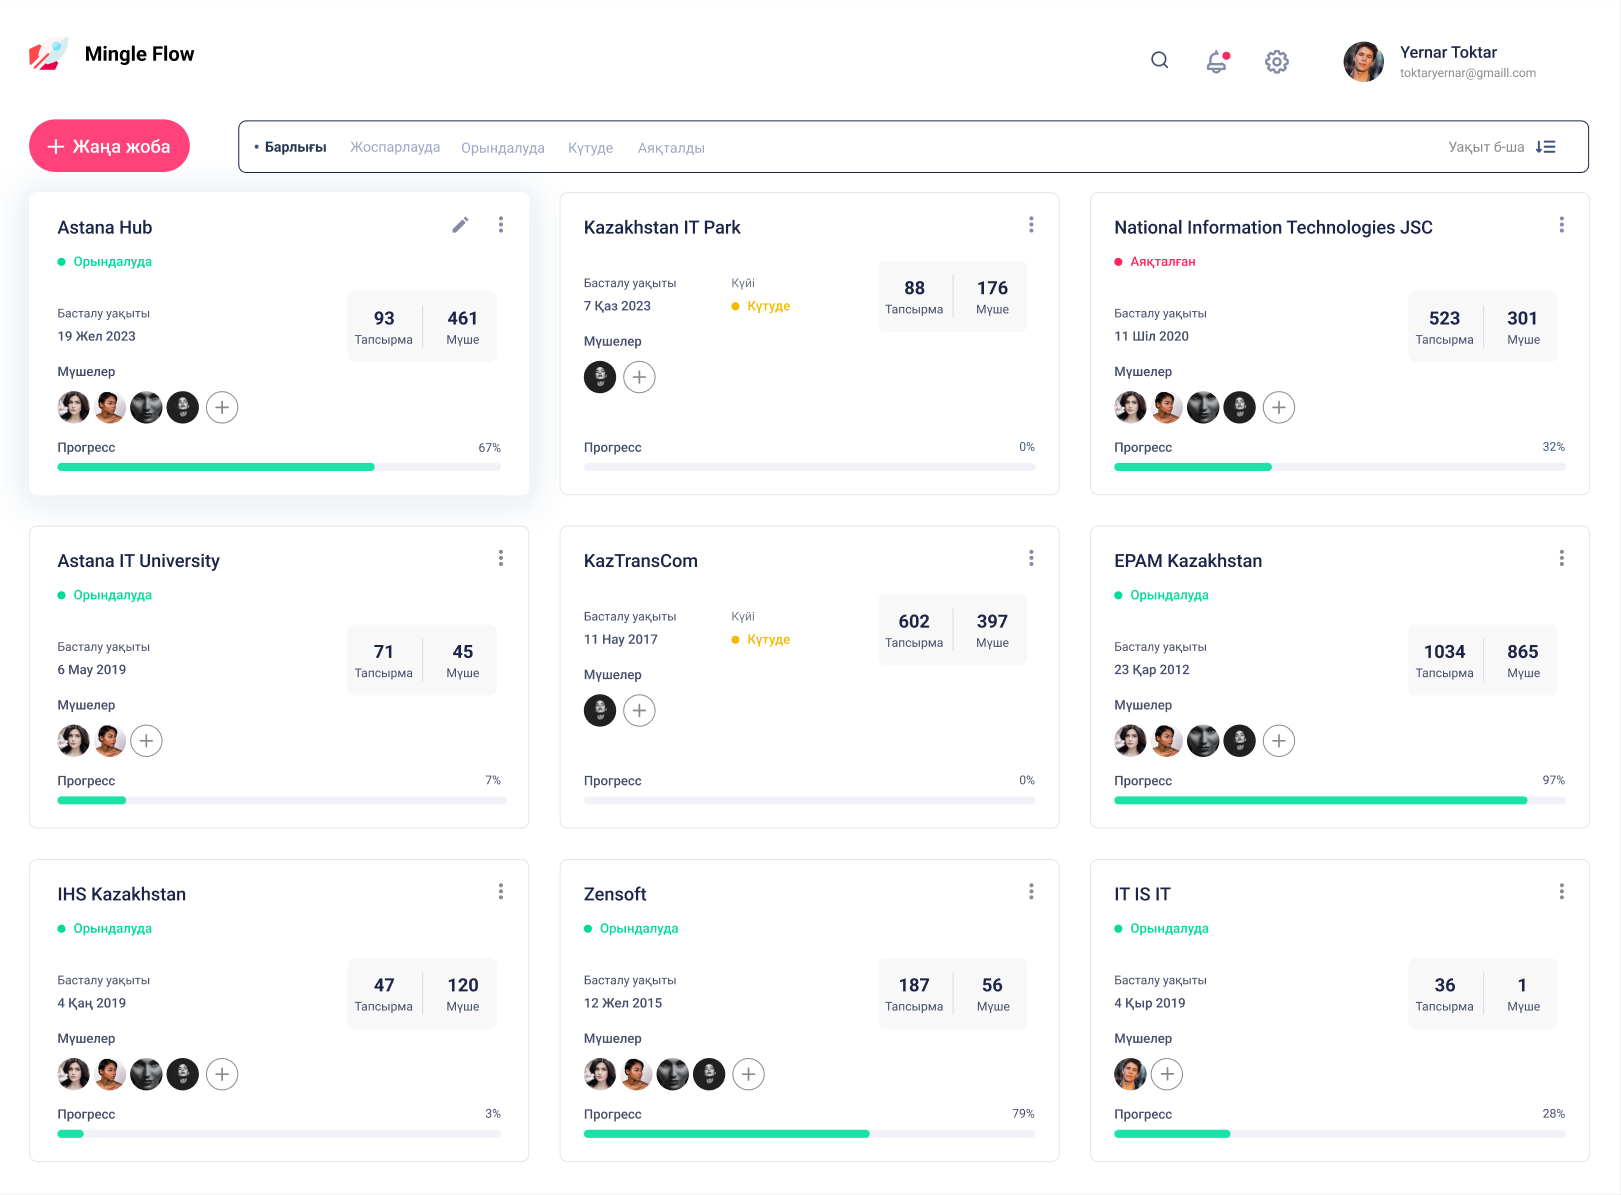 Mingle Flow
Yernar Toktar
toktaryernar@gmaill.com
Жаңа жоба
Барлығы Жоспарлауда Орындалуда Күтуде Аяқталды Уақыт б-ша
Astana Hub
Орындалуда
Басталу уақыты
19 Жел 2023
93 461
Тапсырма Мүше
Мүшелер
Прогресс 67%
Kazakhstan IT Park
Басталу уақыты Күйі
7 Қаз 2023 Күтуде
88 176
Тапсырма Мүше
Мүшелер
Прогресс 0%
National Information Technologies JSC
Аяқталған
Басталу уақыты
11 Шіл 2020
523 301
Тапсырма Мүше
Мүшелер
Прогресс 32%
Astana IT University
Орындалуда
Басталу уақыты
6 Мау 2019
71 45
Тапсырма Мүше
Мүшелер
Прогресс 7%
KazTransCom
Басталу уақыты Күйі
11 Нау 2017 Күтуде
602 397
Тапсырма Мүше
Мүшелер
Прогресс 0%
EPAM Kazakhstan
Орындалуда
Басталу уақыты
23 Қар 2012
1034 865
Тапсырма Мүше
Мүшелер
Прогресс 97%
IHS Kazakhstan
Орындалуда
Басталу уақыты
4 Қаң 2019
47 120
Тапсырма Мүше
Мүшелер
Прогресс 3%
Zensoft
Орындалуда
Басталу уақыты
12 Жел 2015
187 56
Тапсырма Мүше
Мүшелер
Прогресс 79%
IT IS IT
Орындалуда
Басталу уақыты
4 Қыр 2019
36 1
Тапсырма Мүше
Мүшелер
Прогресс 28%